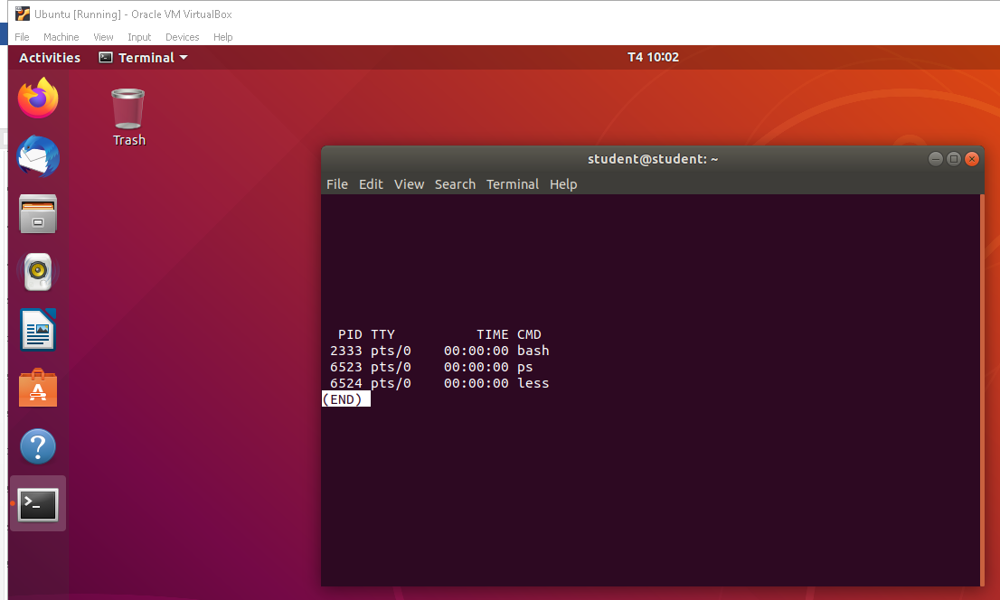 Ubuntu [Running] - Oracle VM VirtualBox
File Machine View Input Devices Help
Activities Terminal T4 10:02
Trash
student@student: ~
File Edit View Search Terminal Help
PID TTY TIME CMD
2333 pts/0 00:00:00 bash
6523 pts/0 00:00:00 ps
6524 pts/0 00:00:00 less
(END)